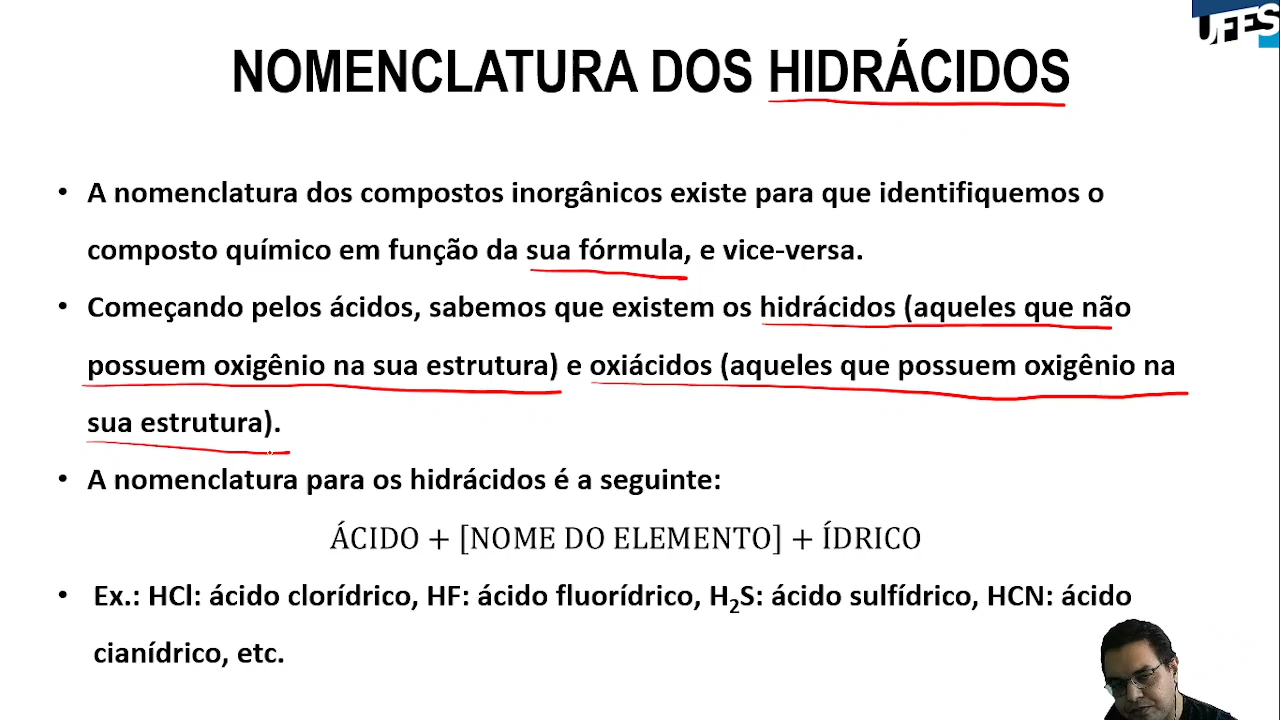 UFES
NOMENCLATURA DOS HIDRÁCIDOS
• A nomenclatura dos compostos inorgânicos existe para que identifiquemos o
composto químico em função da sua fórmula, e vice-versa.
• Começando pelos ácidos, sabemos que existem os hidrácidos (aqueles que não
possuem oxigênio na sua estrutura) e oxiácidos (aqueles que possuem oxigênio na
sua estrutura).
• A nomenclatura para os hidrácidos é a seguinte:
ÁCIDO + [NOME DO ELEMENTO] + ÍDRICO
• Ex.: HCl: ácido clorídrico, HF: ácido fluorídrico, H₂S: ácido sulfídrico, HCN: ácido
cianídrico, etc.